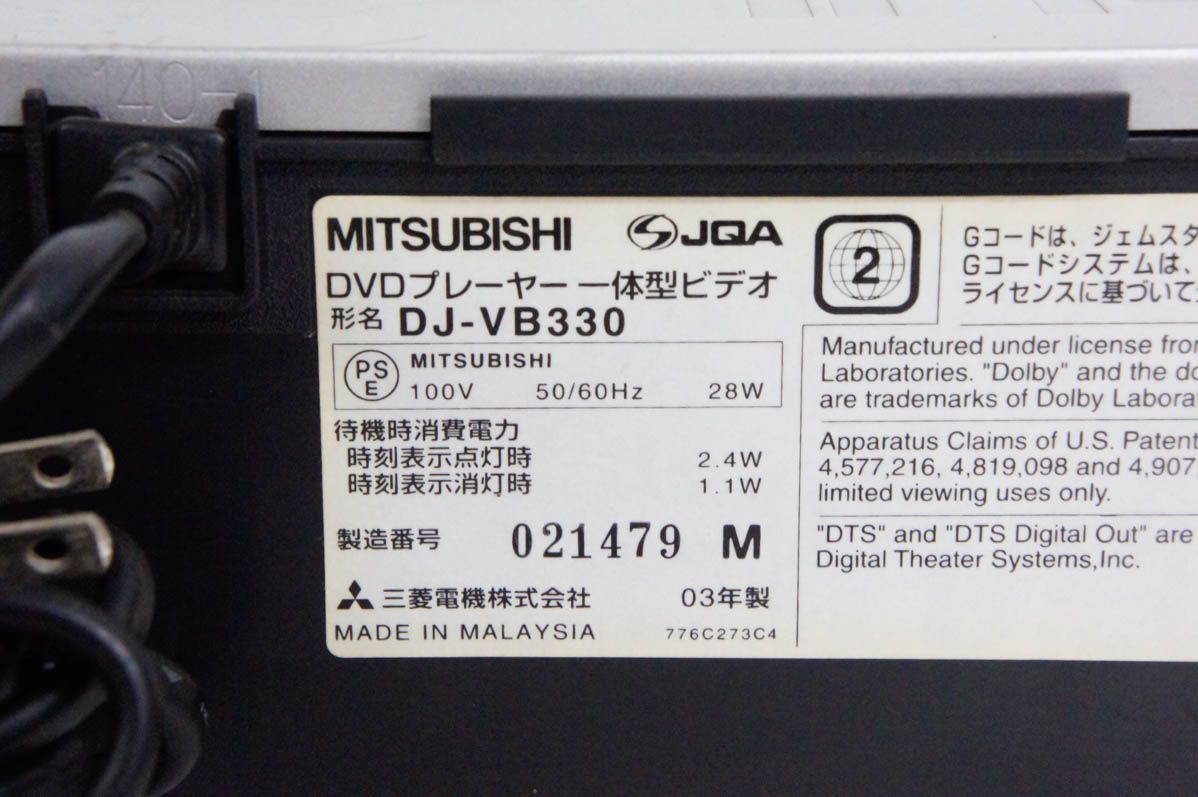 140-1
MITSUBISHI JQA
DVDプレーヤー一体型ビデオ
形名 DJ-VB330
PS E MITSUBISHI
100V 50/60Hz 28W
待機時消費電力
時刻表示点灯時 2.4W
時刻表示消灯時 1.1W
製造番号 021479 M
三菱電機株式会社 03年製
MADE IN MALAYSIA 776C273C4
2
Gコードは、ジェムスタ
Gコードシステムは、
ライセンスに基づいて
Manufactured under license from
Laboratories. "Dolby" and the do
are trademarks of Dolby Labora
Apparatus Claims of U.S. Patent
4,577,216, 4,819,098 and 4,907
limited viewing uses only.
"DTS" and "DTS Digital Out" are
Digital Theater Systems,Inc.